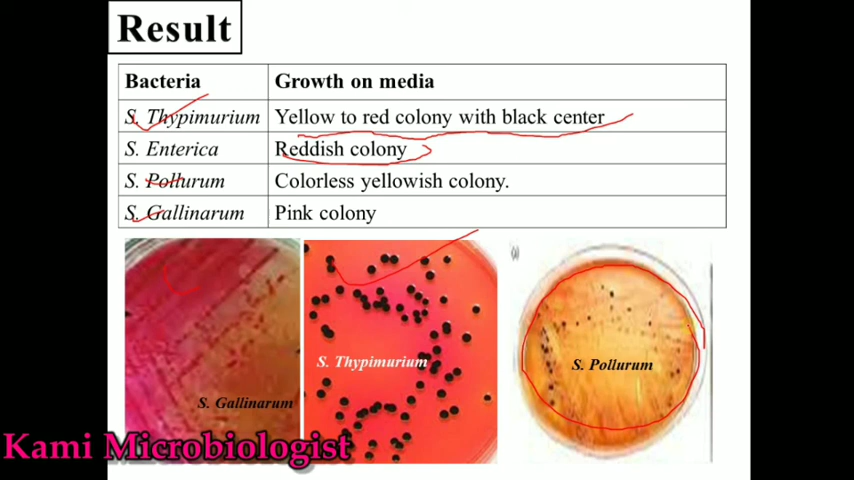 Result
Bacteria Growth on media
S. Thypimurium Yellow to red colony with black center
S. Enterica Reddish colony
S. Pollurum Colorless yellowish colony.
S. Gallinarum Pink colony
S. Gallinarum
S. Thypimurium
S. Pollurum
Kami Microbiologist